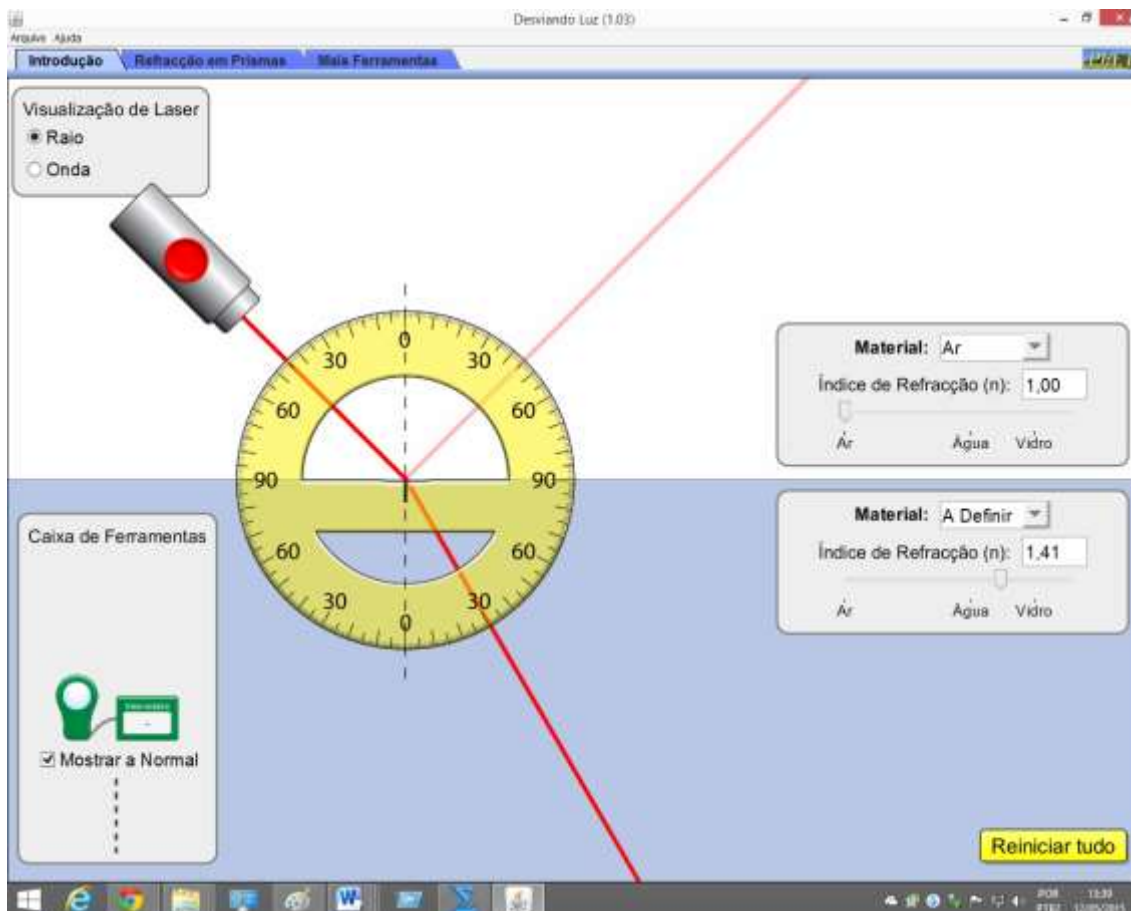 Desviando Luz (1.03)
Arquivo Ajuda
Introdução Refracção em Prismas Mais Ferramentas
Visualização de Laser
Raio
Onda
0
30 30
60 60
90 90
60 60
30 30
0
Material: Ar
Índice de Refracção (n): 1,00
Ar Água Vidro
Material: A Definir
Índice de Refracção (n): 1,41
Ar Água Vidro
Caixa de Ferramentas
Mostrar a Normal
Reiniciar tudo
POR